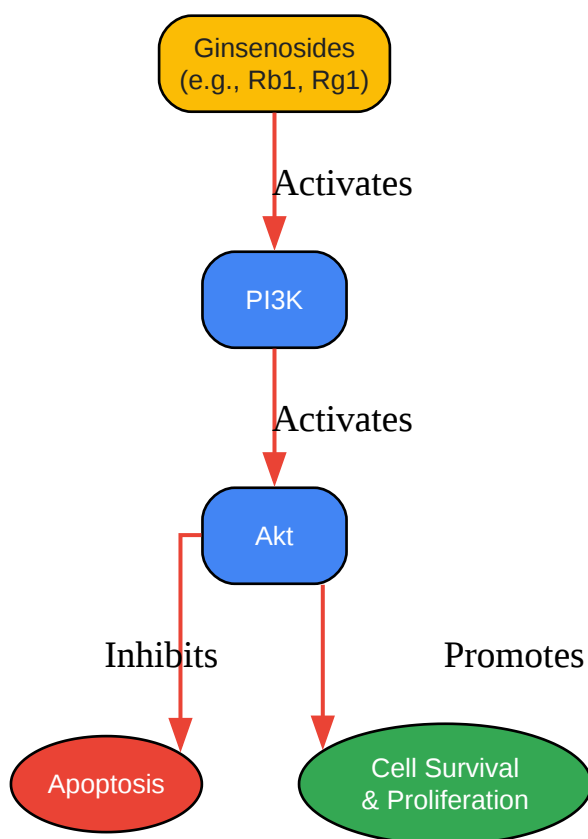 Ginsenosides
(e.g., Rb1, Rg1)
Activates
PI3K
Activates
Akt
Inhibits
Promotes
Apoptosis
Cell Survival
& Proliferation